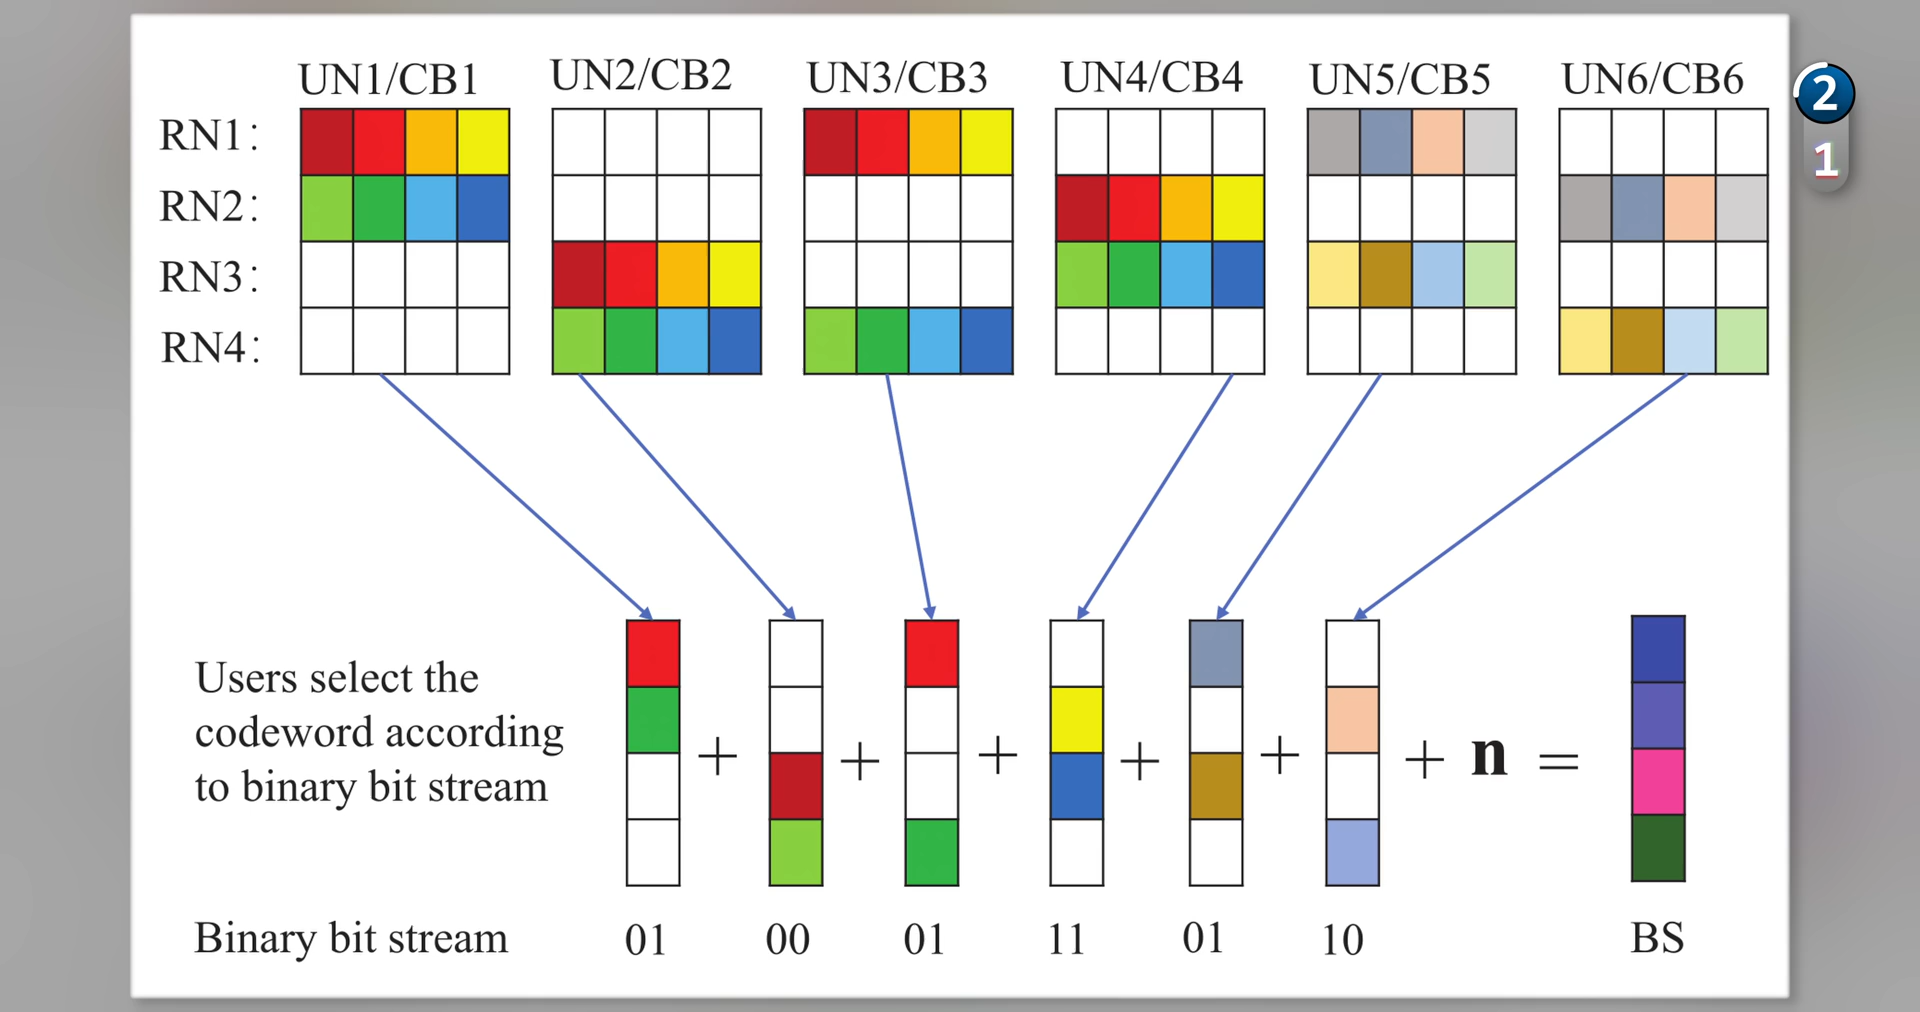 UN1/CB1 UN2/CB2 UN3/CB3 UN4/CB4 UN5/CB5 UN6/CB6
RN1:
RN2:
RN3:
RN4:
2
1
Users select the
codeword according
to binary bit stream
+ + + + + + n =
Binary bit stream 01 00 01 11 01 10 BS